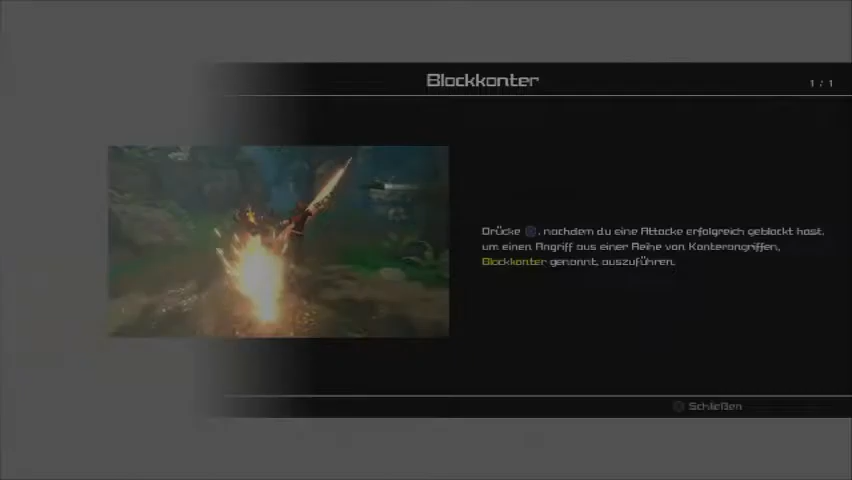 Blockkonter
1 / 1
Drücke , nachdem du eine Attacke erfolgreich geblockt hast,
um einen Angriff aus einer Reihe von Konterangriffen,
Blockkonter genannt, auszuführen.
Schließen